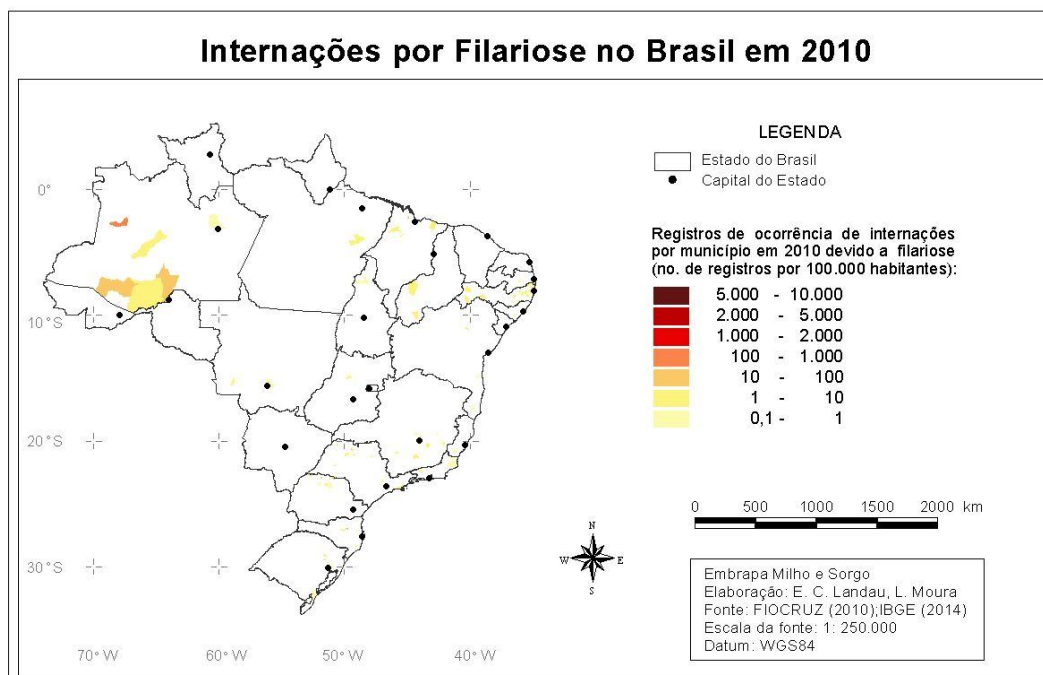 Internações por Filariose no Brasil em 2010
LEGENDA
Estado do Brasil
Capital do Estado
Registros de ocorrência de internações
por município em 2010 devido a filariose
(no. de registros por 100.000 habitantes):
5.000 - 10.000
2.000 - 5.000
1.000 - 2.000
100 - 1.000
10 - 100
1 - 10
0,1 - 1
0°
10°S
20°S
30°S
70° W 60° W 50° W 40° W
0 500 1000 1500 2000 km
N
W E
S
Embrapa Milho e Sorgo
Elaboração: E. C. Landau, L. Moura
Fonte: FIOCRUZ (2010);IBGE (2014)
Escala da fonte: 1: 250.000
Datum: WGS84